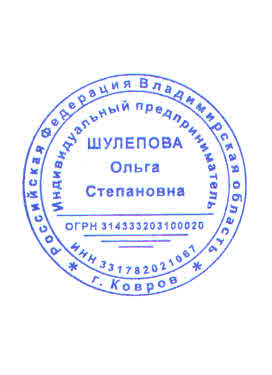 Российская Федерация Владимирская область
Индивидуальный предприниматель
ШУЛЕПОВА
Ольга
Степановна
ОГРН 314333203100020
ИНН 331782021067
* г. Ковров *